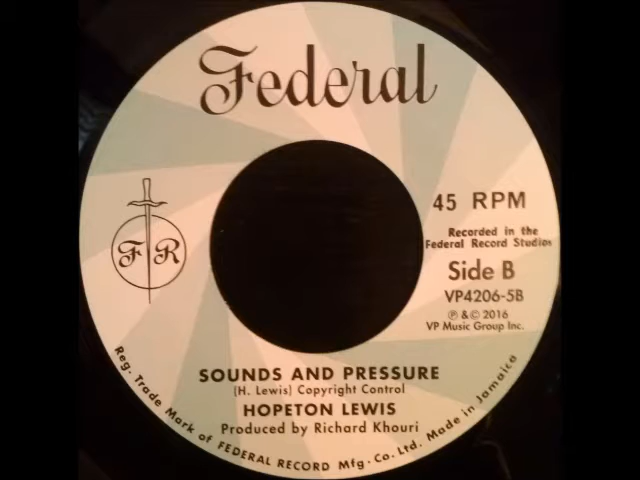 Federal
45 RPM
Recorded in the
Federal Record Studios
F R
Side B
VP4206-5B
℗ &© 2016
VP Music Group Inc.
SOUNDS AND PRESSURE
(H. Lewis) Copyright Control
HOPETON LEWIS
Produced by Richard Khouri
Reg. Trade Mark of FEDERAL RECORD Mfg. Co. Ltd. Made in Jamaica